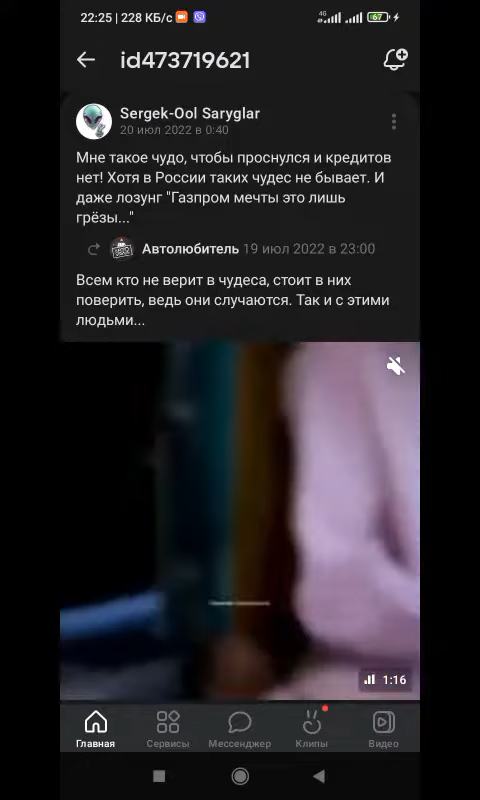 22:25 | 228 КБ/с
4G
67
id473719621
Sergek-Ool Saryglar
20 июл 2022 в 0:40
Мне такое чудо, чтобы проснулся и кредитов
нет! Хотя в России таких чудес не бывает. И
даже лозунг "Газпром мечты это лишь
грёзы..."
Автолюбитель 19 июл 2022 в 23:00
Всем кто не верит в чудеса, стоит в них
поверить, ведь они случаются. Так и с этими
людьми...
1:16
Главная
Сервисы
Мессенджер
Клипы
Видео